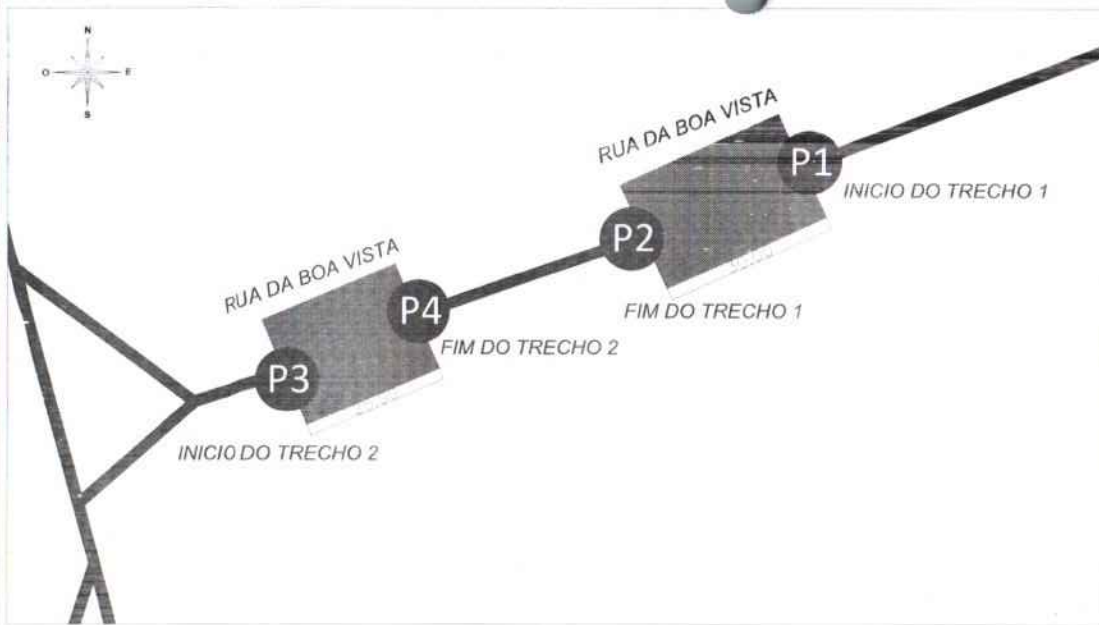 N
O
E
S
RUA DA BOA VISTA
P1
INICIO DO TRECHO 1
P2
FIM DO TRECHO 1
RUA DA BOA VISTA
P4
FIM DO TRECHO 2
P3
INICIO DO TRECHO 2